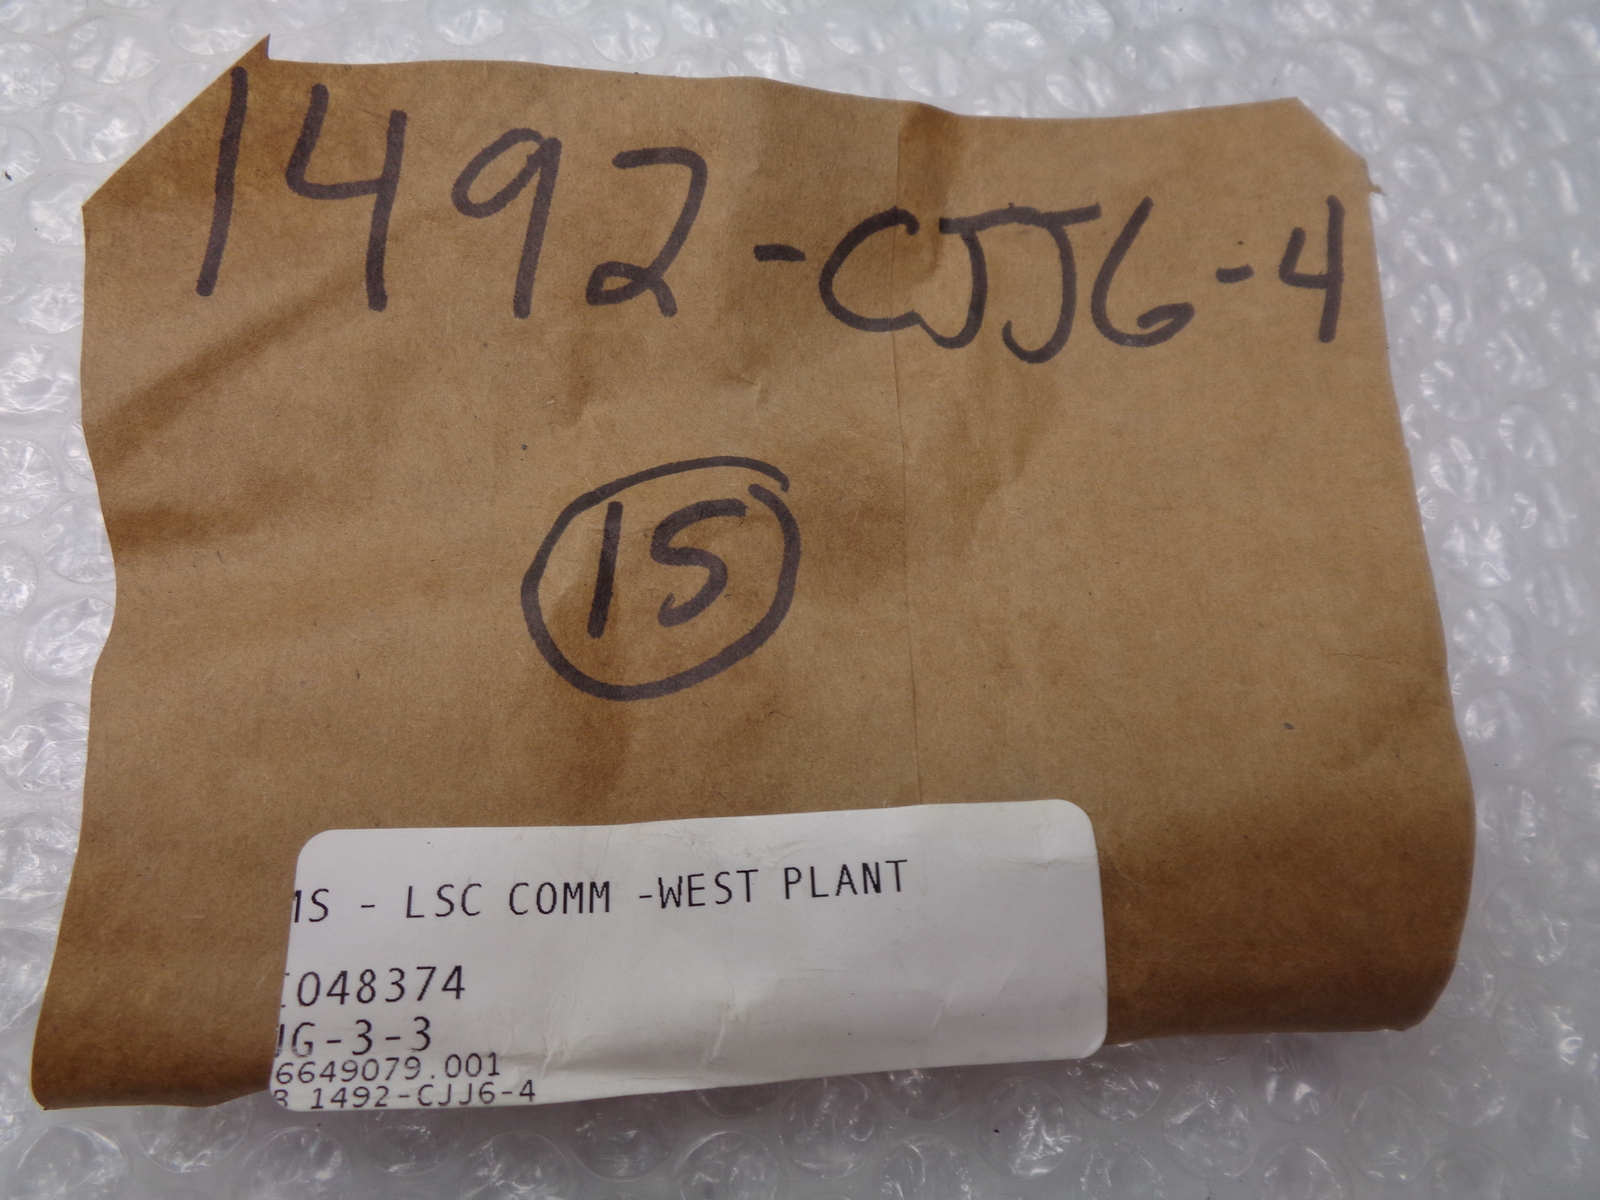 1492-CJJ6-4
15
MS - LSC COMM -WEST PLANT
I048374
JG-3-3
6649079.001
B 1492-CJJ6-4